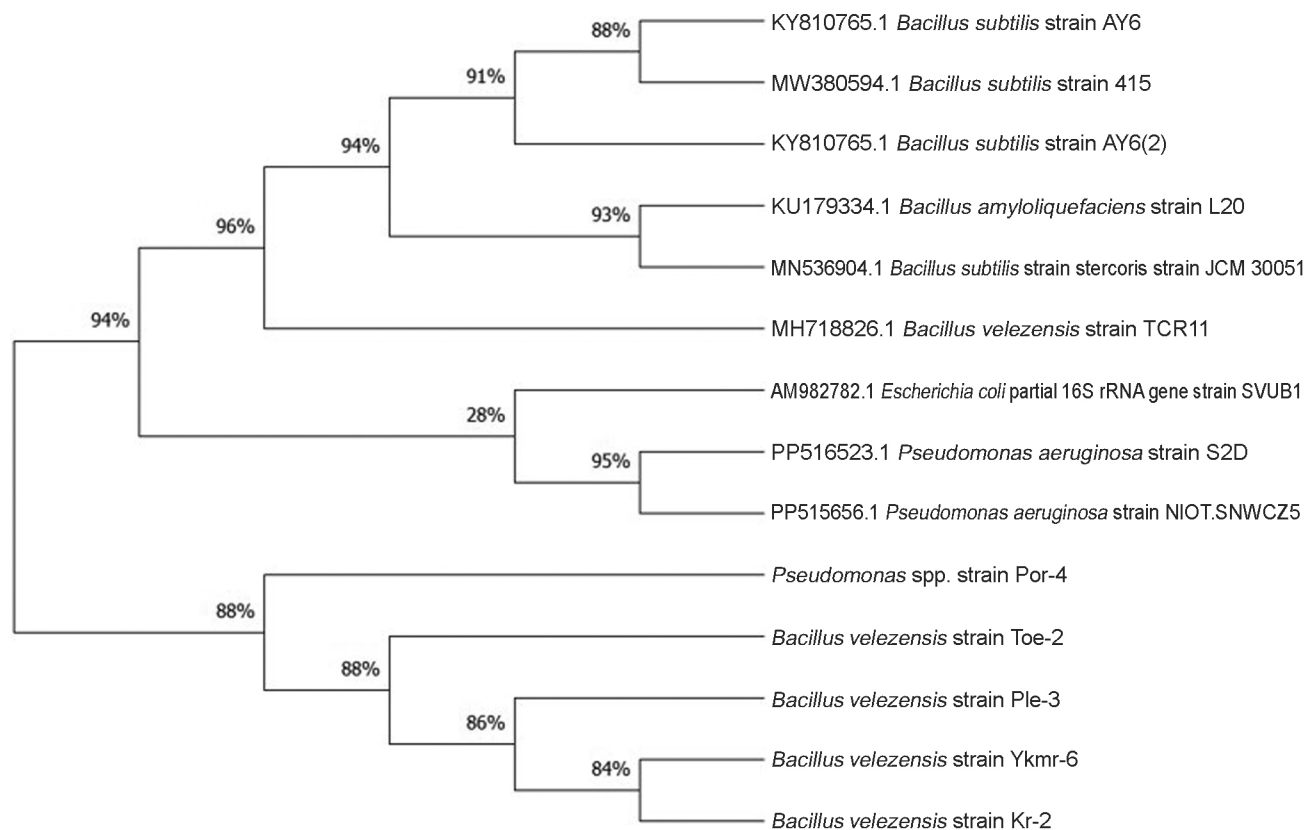 88%
KY810765.1 Bacillus subtilis strain AY6
91%
MW380594.1 Bacillus subtilis strain 415
94%
KY810765.1 Bacillus subtilis strain AY6(2)
96%
93%
KU179334.1 Bacillus amyloliquefaciens strain L20
MN536904.1 Bacillus subtilis strain stercoris strain JCM 30051
94%
MH718826.1 Bacillus velezensis strain TCR11
AM982782.1 Escherichia coli partial 16S rRNA gene strain SVUB1
28%
95%
PP516523.1 Pseudomonas aeruginosa strain S2D
PP515656.1 Pseudomonas aeruginosa strain NIOT.SNWCZ5
Pseudomonas spp. strain Por-4
88%
Bacillus velezensis strain Toe-2
88%
Bacillus velezensis strain Ple-3
86%
84%
Bacillus velezensis strain Ykmr-6
Bacillus velezensis strain Kr-2